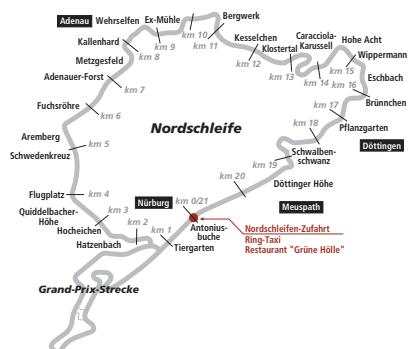 Adenau
Wehrseifen
Ex-Mühle
Bergwerk
km 10
km 11
km 9
km 8
Kallenhard
Metzgesfeld
Adenauer-Forst
km 7
Fuchsröhre
km 6
Aremberg
km 5
Schwedenkreuz
Flugplatz
km 4
Quiddelbacher-
Höhe
km 3
Hocheichen
km 2
Hatzenbach
km 1
Tiergarten
Kesselchen
km 12
Klostertal
km 13
Caracciola-
Karussell
km 14
Hohe Acht
Wippermann
km 15
Eschbach
km 16
Brünnchen
km 17
Pflanzgarten
Döttingen
km 18
Schwalben-
schwanz
km 19
km 20
Döttinger Höhe
Meuspath
Nordschleife
Nürburg
km 0/21
Antonius-
buche
Nordschleifen-Zufahrt
Ring-Taxi
Restaurant "Grüne Hölle"
Grand-Prix-Strecke